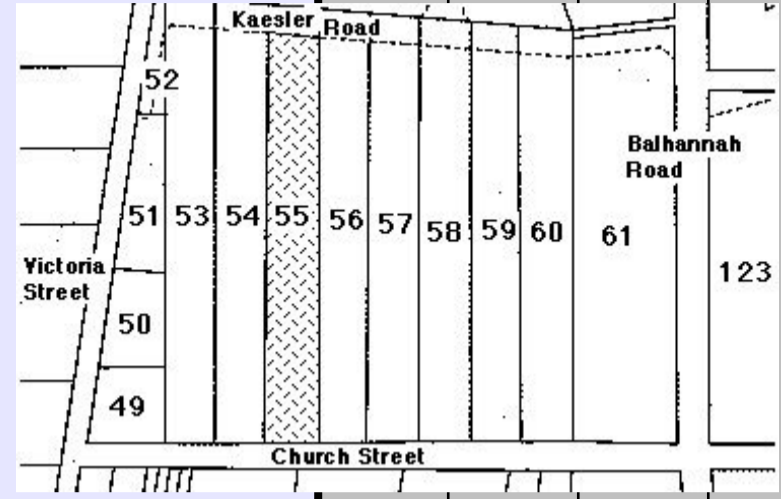 Kaesler Road
52
Balhannah
Road
51 53 54 55 56 57 58 59 60 61
Victoria
Street
123
50
49
Church Street